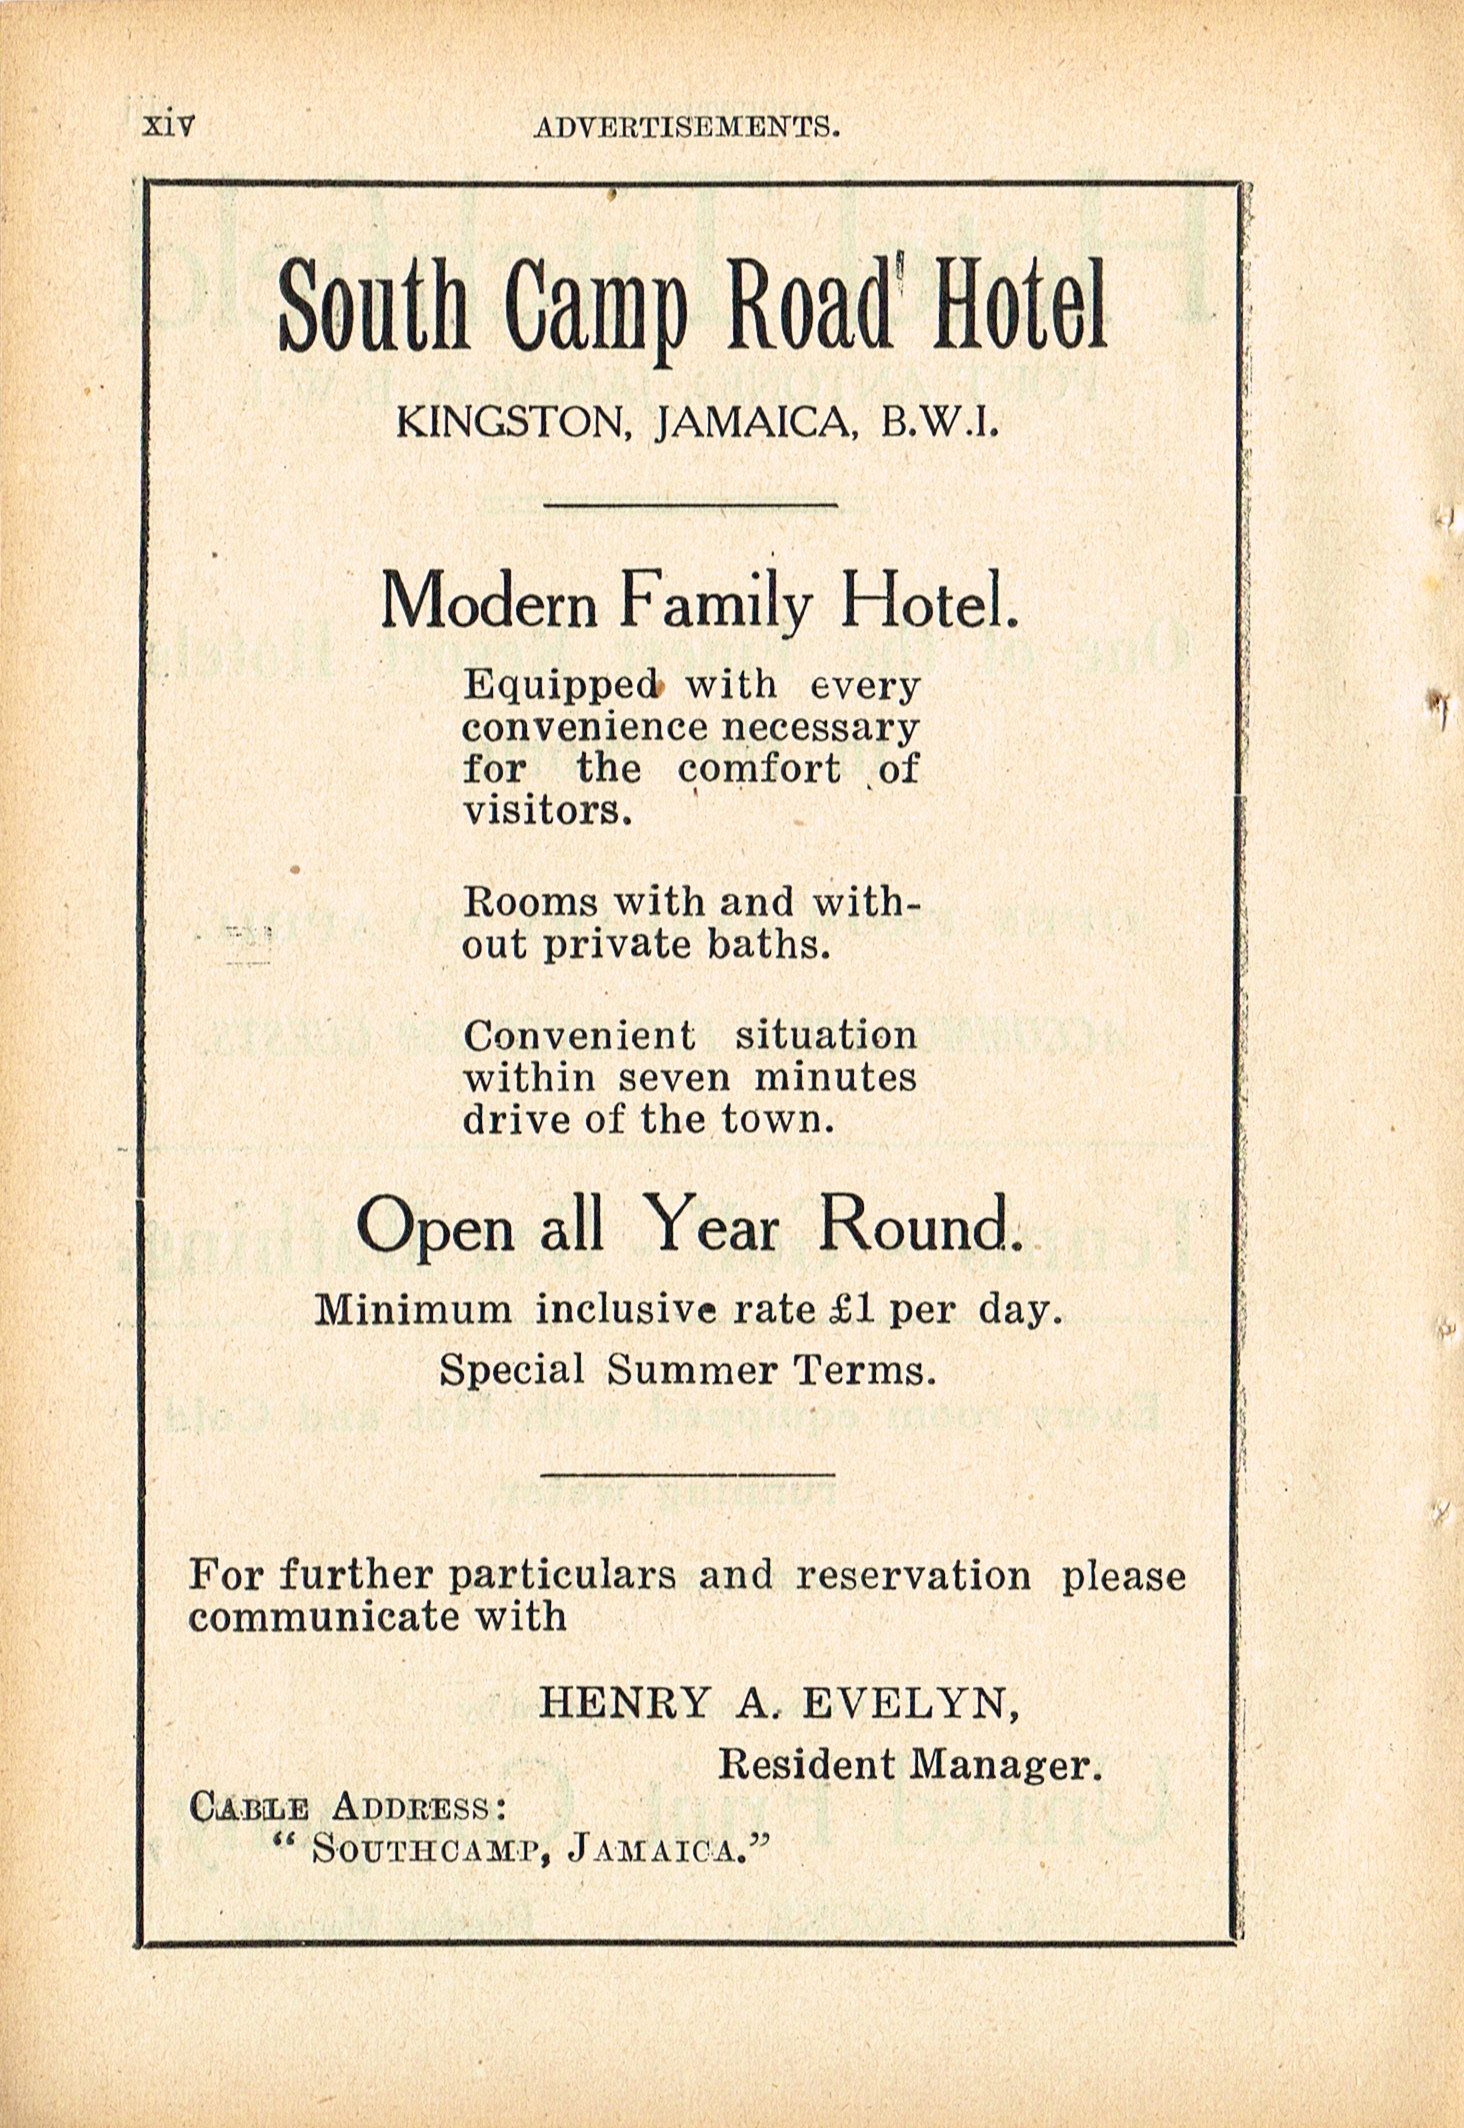 xiv
ADVERTISEMENTS.
South Camp Road Hotel
KINGSTON, JAMAICA, B.W.I.
Modern Family Hotel.
Equipped with every
convenience necessary
for the comfort of
visitors.
Rooms with and with-
out private baths.
Convenient situation
within seven minutes
drive of the town.
Open all Year Round.
Minimum inclusive rate £1 per day.
Special Summer Terms.
For further particulars and reservation please
communicate with
HENRY A. EVELYN,
Resident Manager.
CABLE ADDRESS:
“ SOUTHCAMP, JAMAICA.”